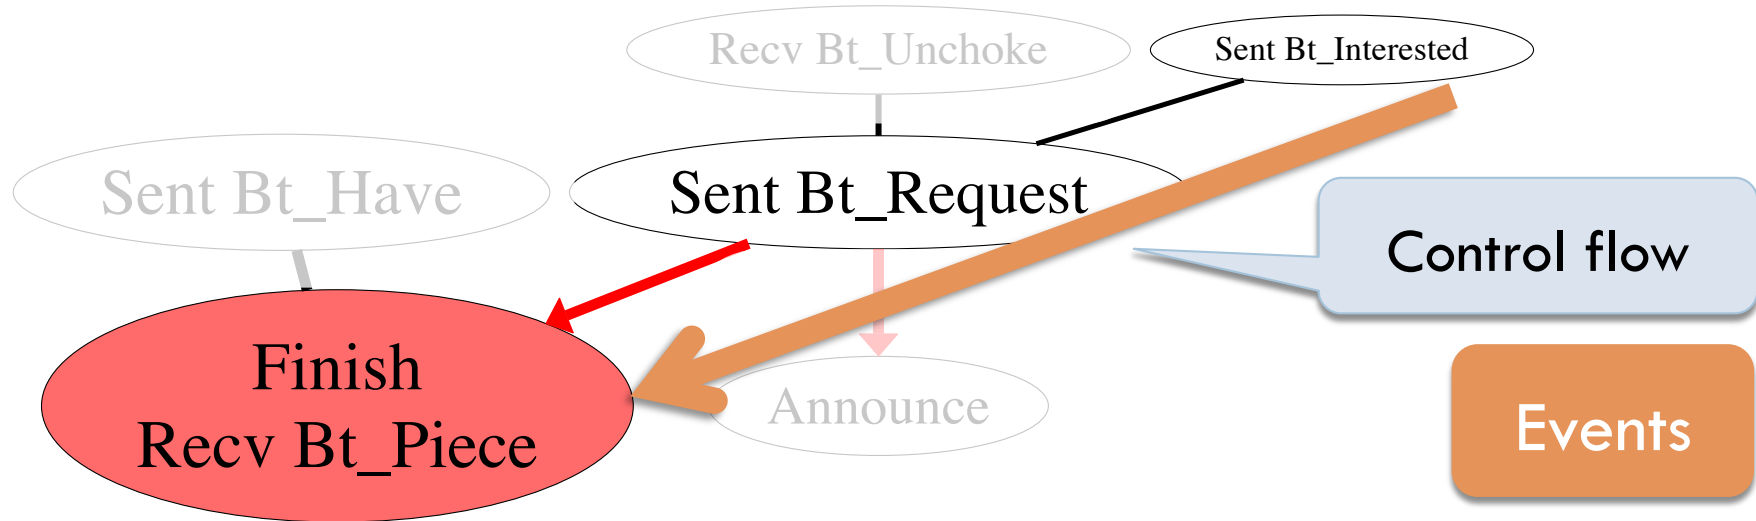 Recv Bt_Unchoke
Sent Bt_Interested
Sent Bt_Have
Sent Bt_Request
Control flow
Finish
Recv Bt_Piece
Announce
Events